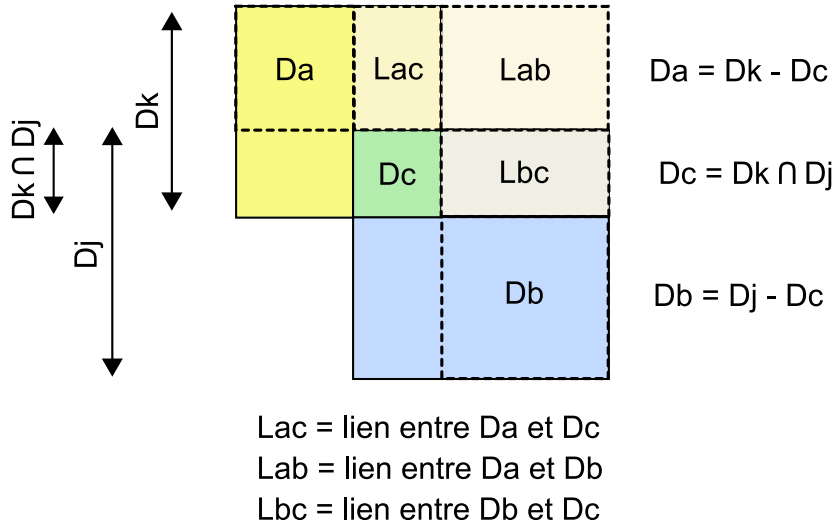 Da
Lac
Lab
Da = Dk - Dc
Dk
Dk ∩ Dj
Dc
Lbc
Dc = Dk ∩ Dj
Dj
Db
Db = Dj - Dc
Lac = lien entre Da et Dc
Lab = lien entre Da et Db
Lbc = lien entre Db et Dc